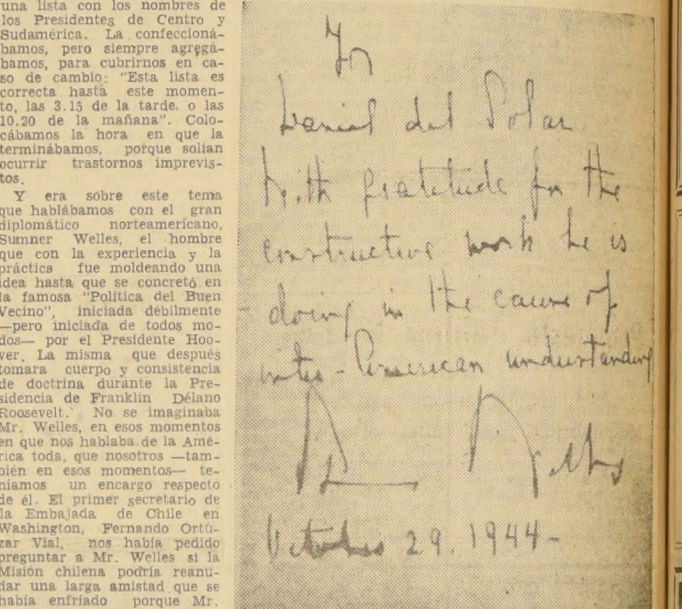 una lista con los nombres de
los Presidentes de Centro y
Sudamérica. La confeccioná-
bamos, pero siempre agregá-
bamos, para cubrirnos en ca-
so de cambio: "Esta lista es
correcta hasta este momen-
to, las 3.15 de la tarde. o las
10.20 de la mañana". Colo-
cábamos la hora en que la
terminábamos, porque solían
ocurrir trastornos imprevis-
tos.
Y era sobre este tema
que hablábamos con el gran
diplomático norteamericano,
Sumner Welles, el hombre
que con la experiencia y la
práctica fue moldeando una
idea hasta que se concretó en
la famosa "Política del Buen
Vecino", iniciada débilmente
—pero iniciada de todos mo-
dos— por el Presidente Hoo-
ver. La misma que después
tomara cuerpo y consistencia
de doctrina durante la Pre-
sidencia de Franklin Délano
Roosevelt. No se imaginaba
Mr. Welles, en esos momentos
en que nos hablaba de la Amé-
rica toda, que nosotros —tam-
bién en esos momentos— te-
níamos un encargo respecto
de él. El primer secretario de
la Embajada de Chile en
Washington, Fernando Ortú-
zar Vial, nos había pedido
preguntar a Mr. Welles si la
Misión chilena podría reanu-
dar una larga amistad que se
había enfriado porque Mr.
To
Daniel del Solar
With gratitude for the
constructive work he is
doing in the cause of
inter-American understanding
Welles
October 29. 1944-